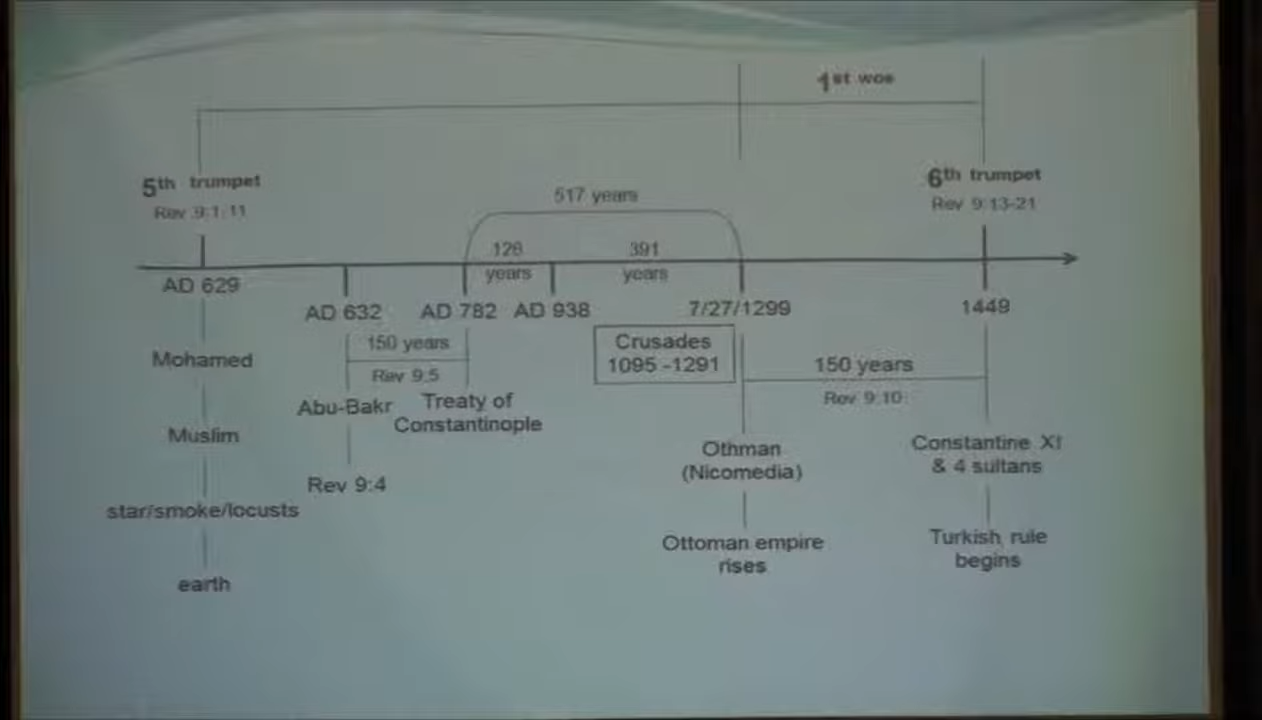 1st woe
5th trumpet
Rev 9:1-11
6th trumpet
Rev 9:13-21
517 years
126
years
391
years
AD 629
AD 632
AD 782
AD 938
7/27/1299
1449
150 years
Rev 9:5
Crusades
1095 -1291
150 years
Rev 9:10
Mohamed
Muslim
star/smoke/locusts
earth
Abu-Bakr
Rev 9:4
Treaty of
Constantinople
Othman
(Nicomedia)
Ottoman empire
rises
Constantine XI
& 4 sultans
Turkish rule
begins